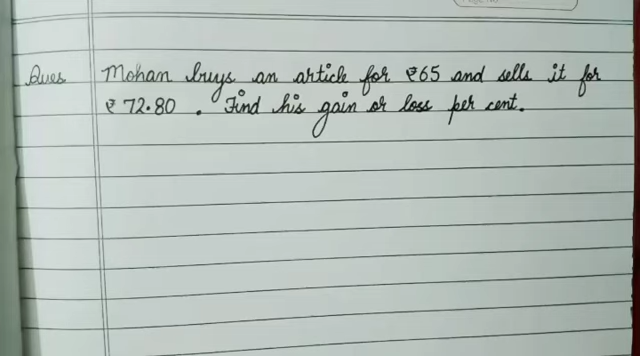 Ques Mohan buys an article for ₹65 and sells it for
₹ 72.80 . Find his gain or loss per cent.